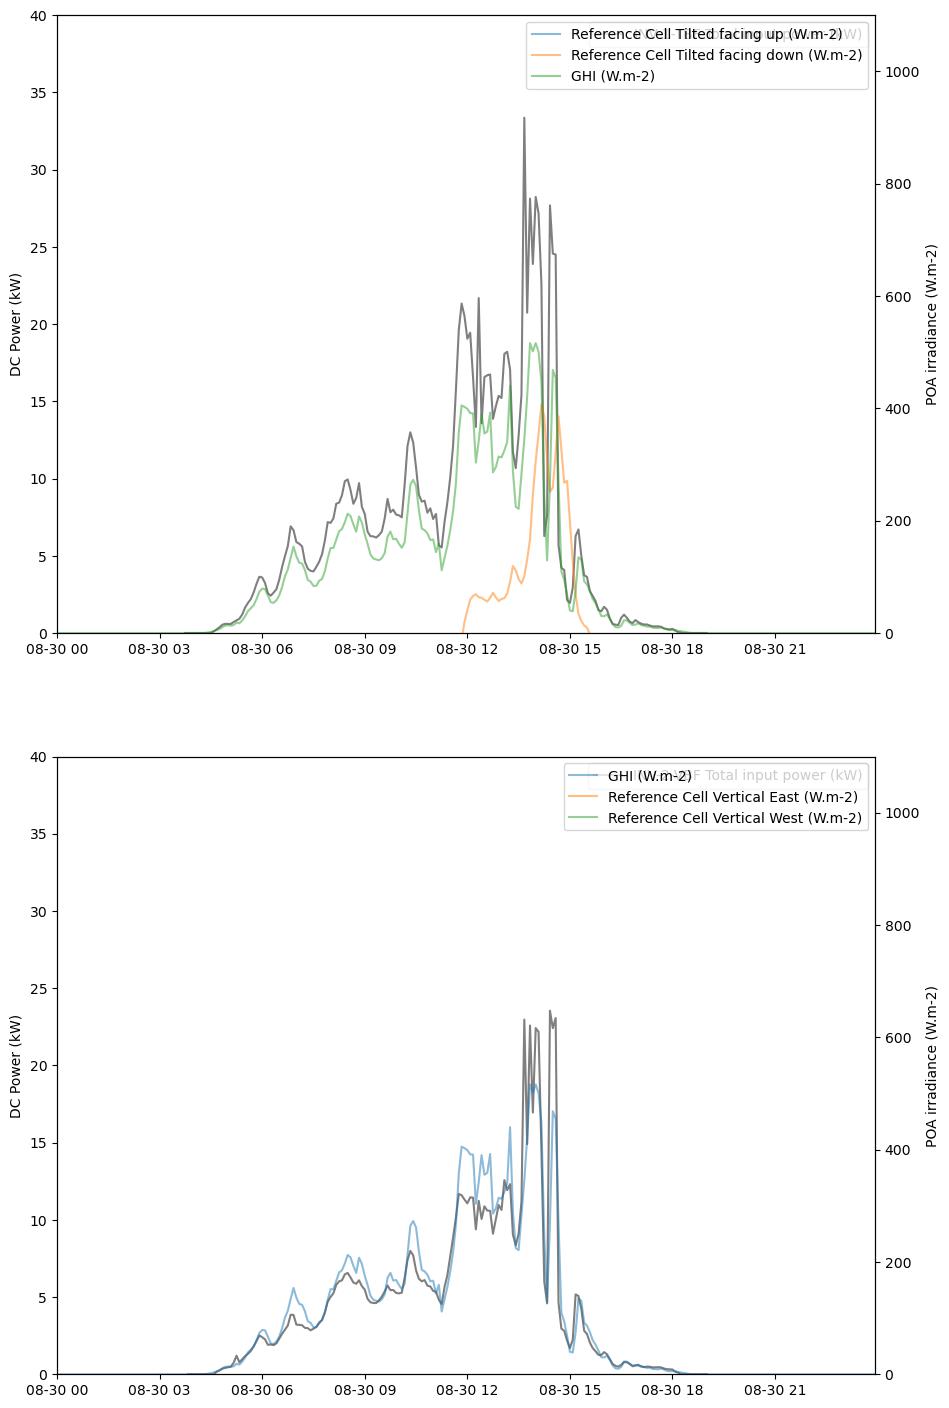 40
35
30
25
20
15
10
5
0
DC Power (kW)
Reference Cell Tilted facing up (W.m-2)
Reference Cell Tilted facing down (W.m-2)
GHI (W.m-2)
1000
800
600
400
200
0
POA irradiance (W.m-2)
08-30 00 08-30 03 08-30 06 08-30 09 08-30 12 08-30 15 08-30 18 08-30 21
40
35
30
25
20
15
10
5
0
DC Power (kW)
GHI (W.m-2)
Total input power (kW)
Reference Cell Vertical East (W.m-2)
Reference Cell Vertical West (W.m-2)
1000
800
600
400
200
0
POA irradiance (W.m-2)
08-30 00 08-30 03 08-30 06 08-30 09 08-30 12 08-30 15 08-30 18 08-30 21